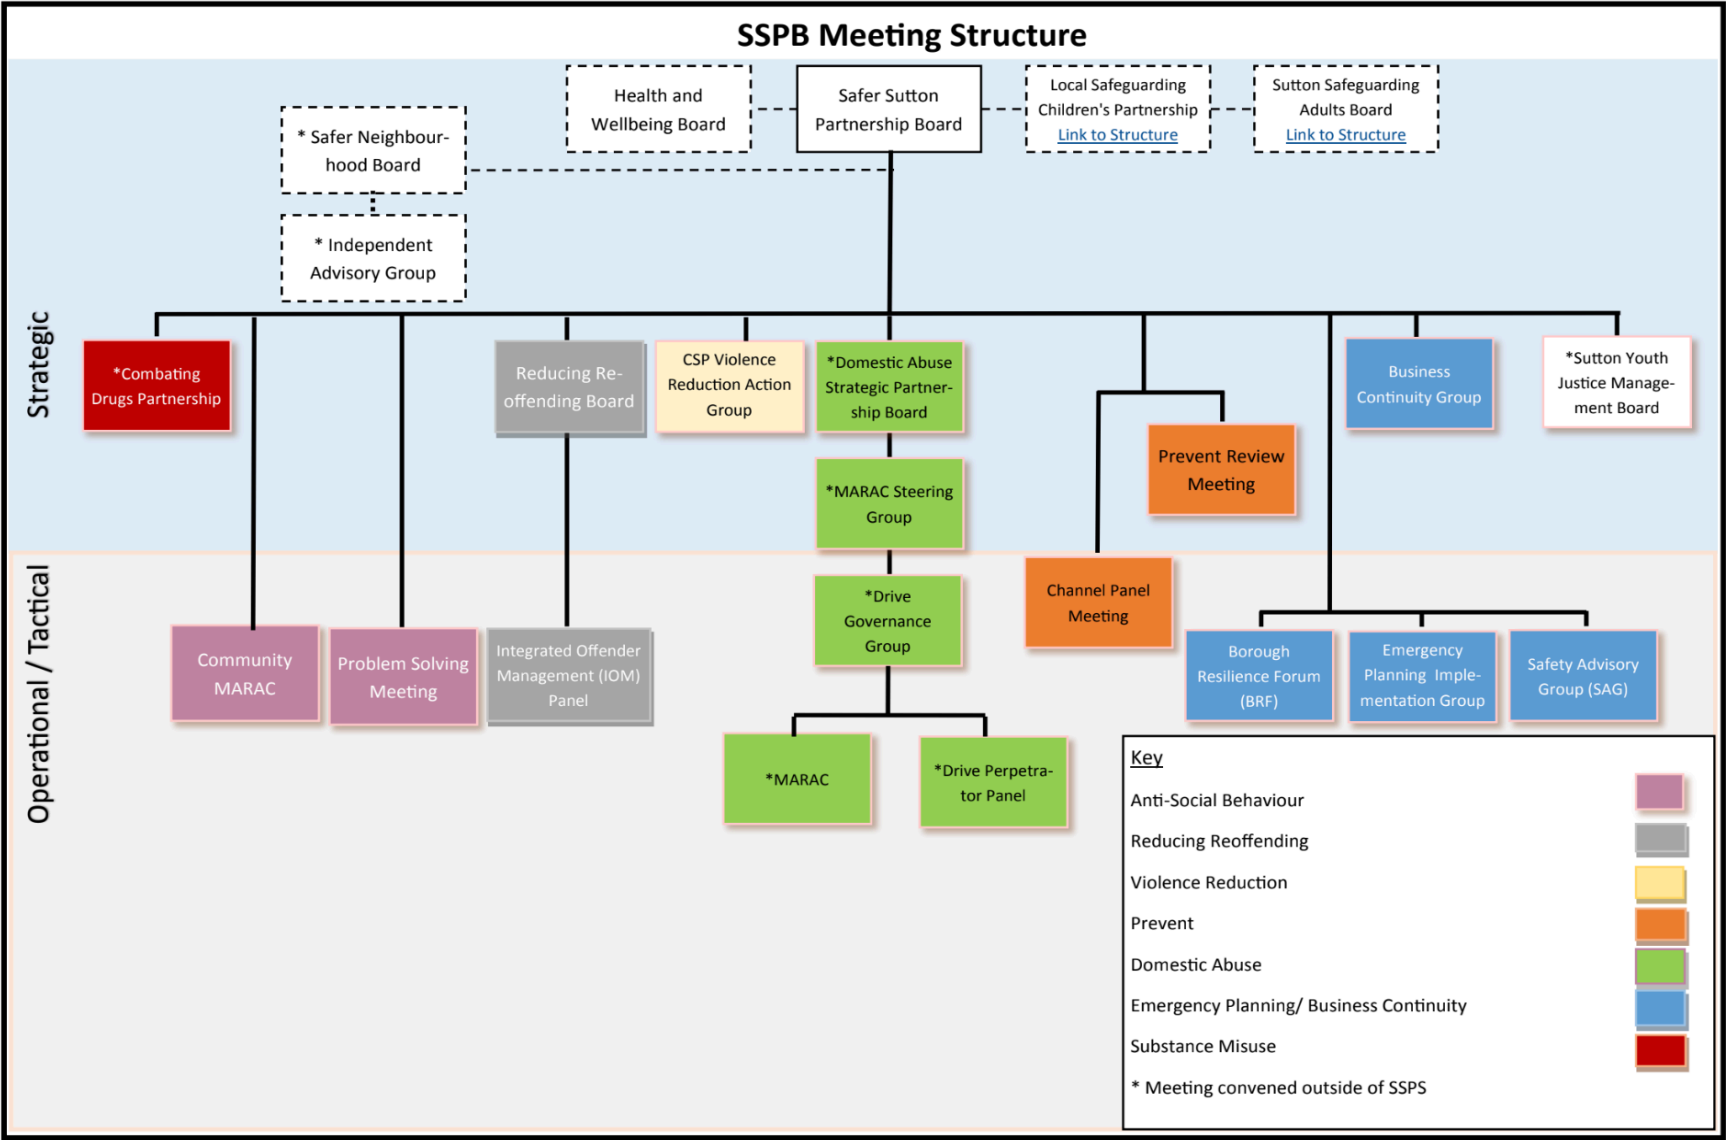 SSPB Meeting Structure
Health and
Wellbeing Board
Safer Sutton
Partnership Board
Local Safeguarding
Children's Partnership
Link to Structure
Sutton Safeguarding
Adults Board
Link to Structure
* Safer Neighbour-
hood Board
* Independent
Advisory Group
Strategic
*Combating
Drugs Partnership
Reducing Re-
offending Board
CSP Violence
Reduction Action
Group
*Domestic Abuse
Strategic Partner-
ship Board
Business
Continuity Group
*Sutton Youth
Justice Manage-
ment Board
Prevent Review
Meeting
*MARAC Steering
Group
Operational / Tactical
Channel Panel
Meeting
*Drive
Governance
Group
Community
MARAC
Problem Solving
Meeting
Integrated Offender
Management (IOM)
Panel
Borough
Resilience Forum
(BRF)
Emergency
Planning Imple-
mentation Group
Safety Advisory
Group (SAG)
*MARAC
*Drive Perpetra-
tor Panel
Key
Anti-Social Behaviour
Reducing Reoffending
Violence Reduction
Prevent
Domestic Abuse
Emergency Planning/ Business Continuity
Substance Misuse
* Meeting convened outside of SSPS